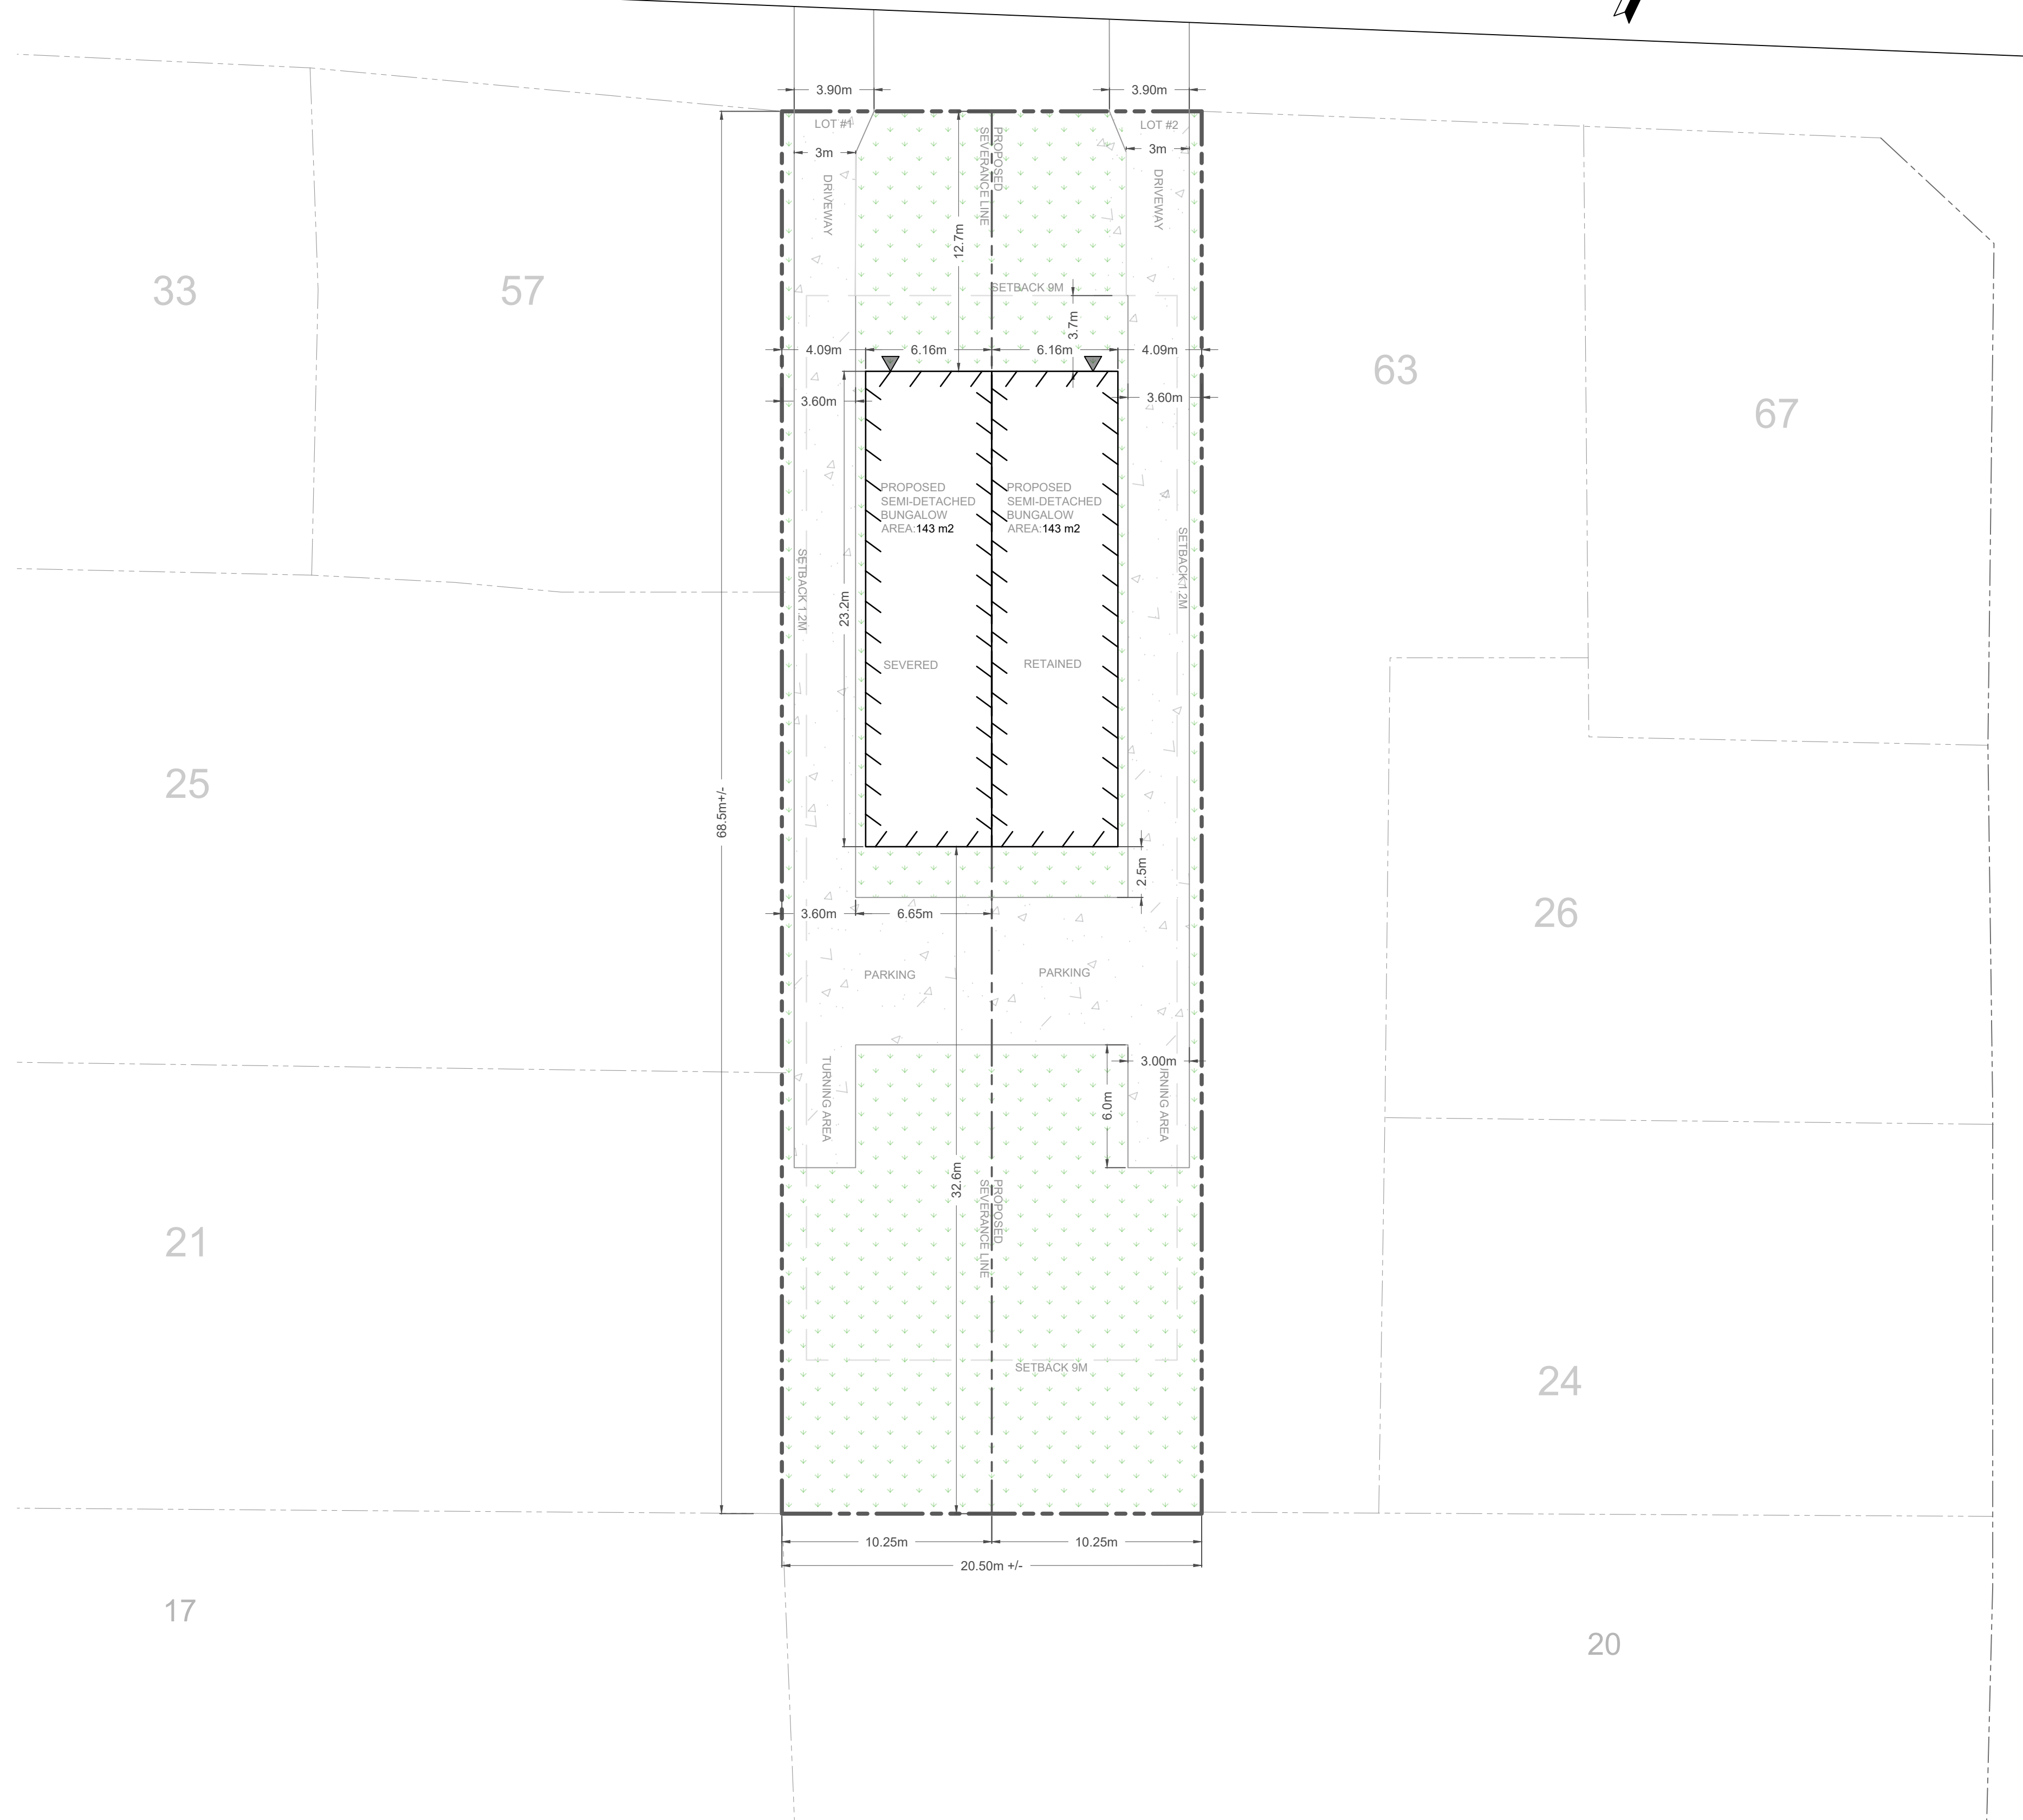 3.90m
3.90m
LOT #1
LOT #2
3m
3m
PROPOSED
SEVERANCE LINE
DRIVEWAY
DRIVEWAY
12.7m
SETBACK 9M
3.7m
33
57
63
67
4.09m
6.16m
6.16m
4.09m
3.60m
3.60m
PROPOSED
SEMI-DETACHED
BUNGALOW
AREA:143 m2
PROPOSED
SEMI-DETACHED
BUNGALOW
AREA:143 m2
SETBACK 1.2M
SETBACK 1.2M
23.2m
SEVERED
RETAINED
68.5m+/-
25
26
2.5m
3.60m
6.65m
PARKING
PARKING
TURNING AREA
3.00m
URNING AREA
6.0m
32.6m
PROPOSED
SEVERANCE LINE
21
24
SETBACK 9M
10.25m
10.25m
20.50m +/-
17
20